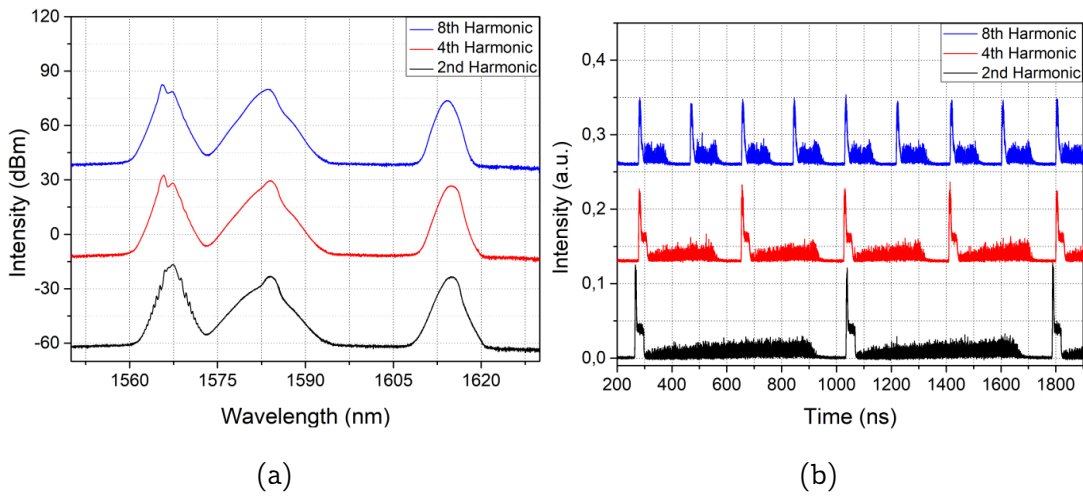 120
90
60
30
0
-30
-60
Intensity (dBm)
8th Harmonic
4th Harmonic
2nd Harmonic
1560 1575 1590 1605 1620
Wavelength (nm)
(a)
0,4
0,3
0,2
0,1
0,0
Intensity (a.u.)
8th Harmonic
4th Harmonic
2nd Harmonic
200 400 600 800 1000 1200 1400 1600 1800
Time (ns)
(b)